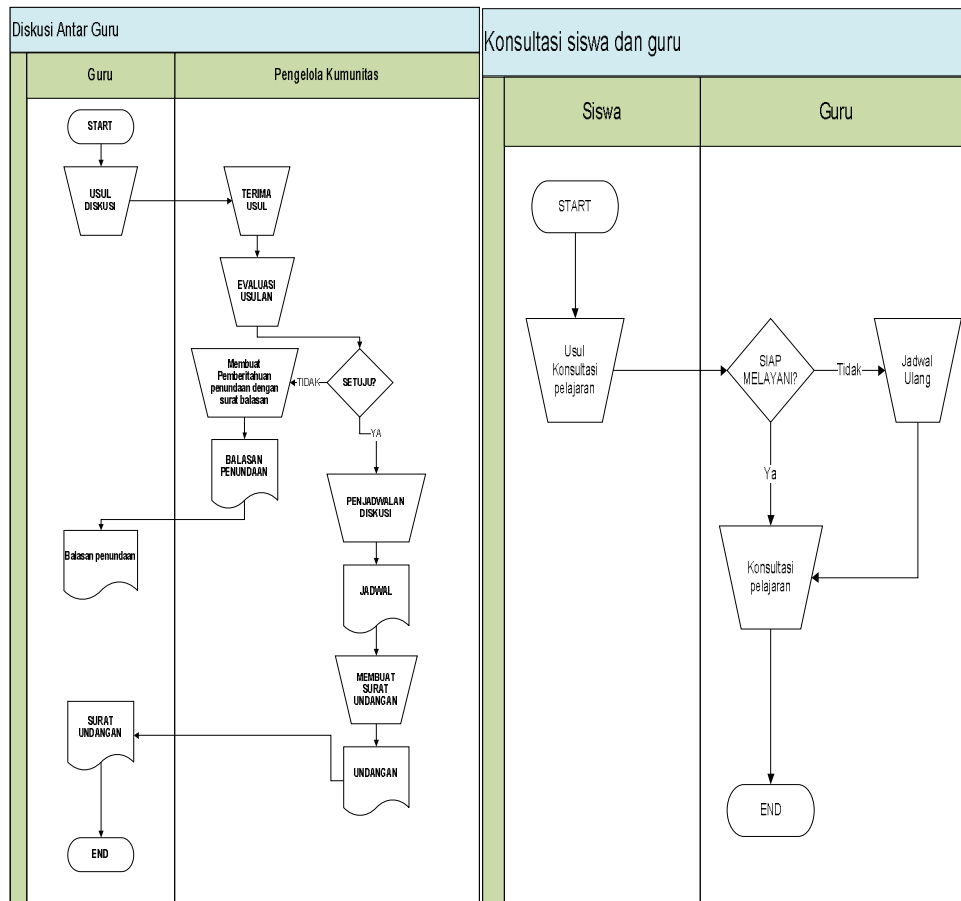 Diskusi Antar Guru
Guru
Pengelola Kumunitas
START
USUL
DISKUSI
TERIMA
USUL
EVALUASI
USULAN
SETUJU?
TIDAK
Membuat
Pemberitahuan
penundaan dengan
surat balasan
BALASAN
PENUNDAAN
Balasan penundaan
YA
PENJADWALAN
DISKUSI
JADWAL
MEMBUAT
SURAT
UNDANGAN
UNDANGAN
SURAT
UNDANGAN
END
Konsultasi siswa dan guru
Siswa
Guru
START
Usul
Konsultasi
pelajaran
SIAP
MELAYANI?
Tidak
Jadwal
Ulang
Ya
Konsultasi
pelajaran
END